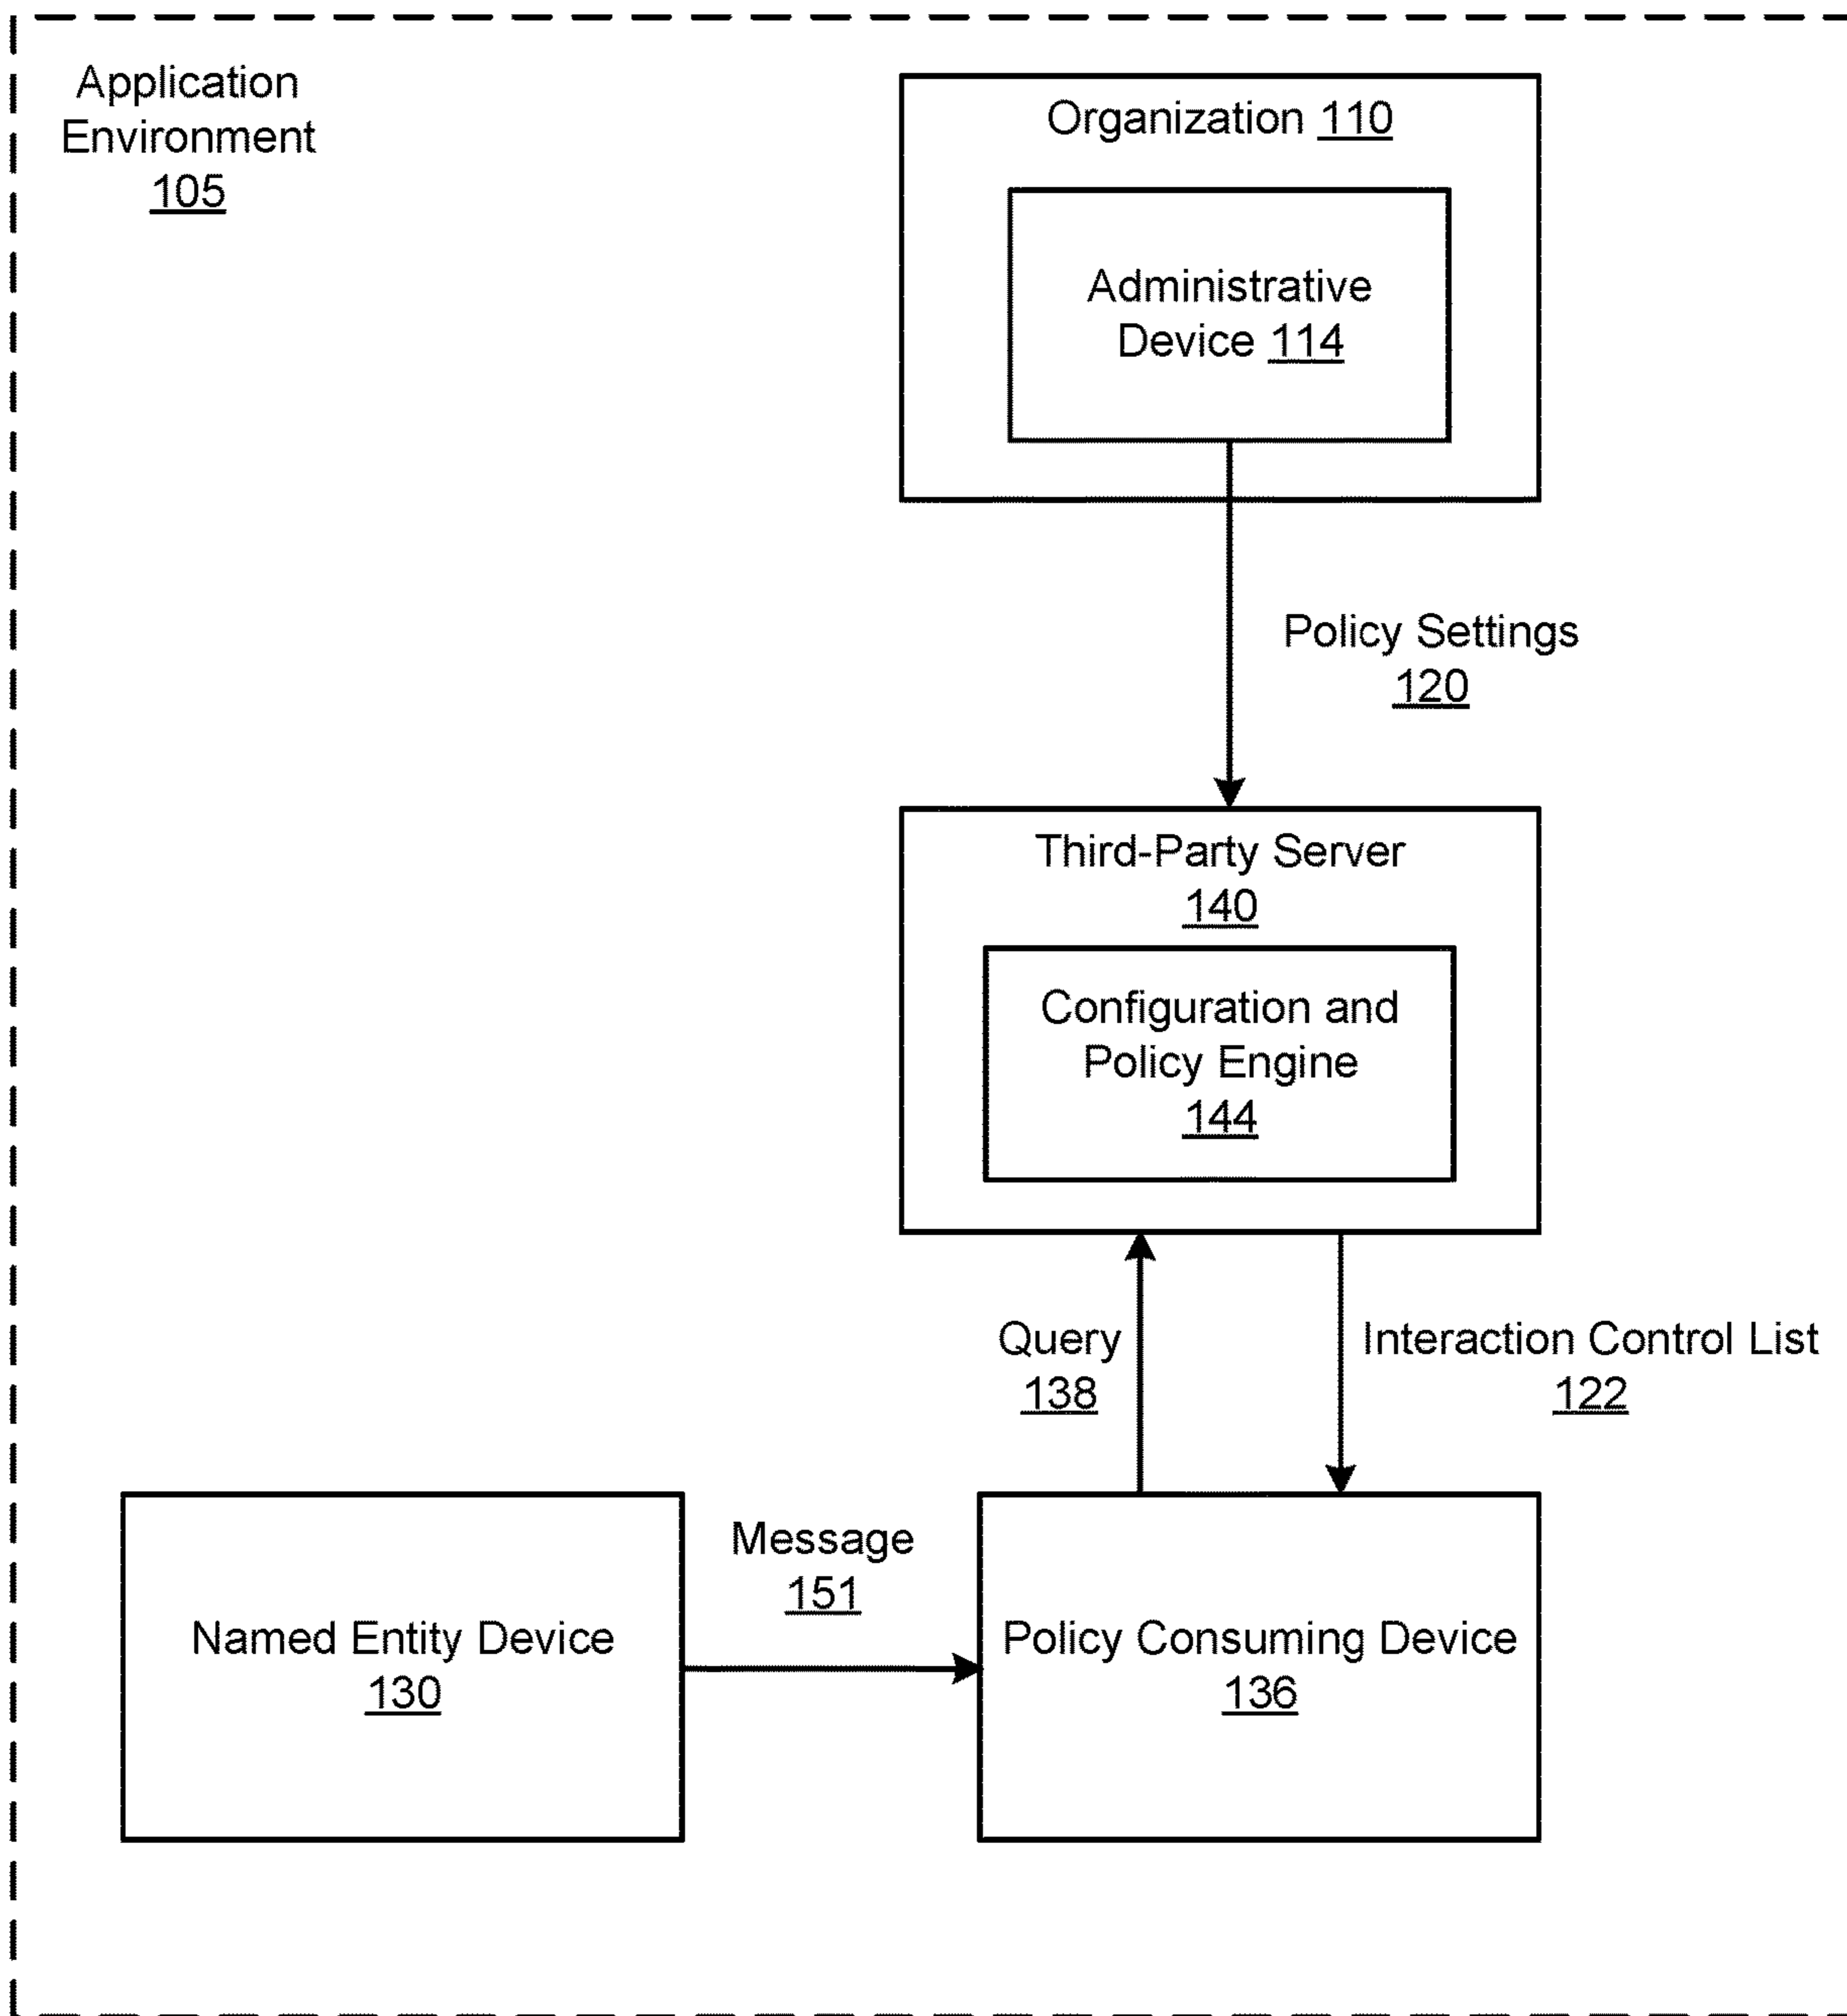 Application
Environment
105
Organization 110
Administrative
Device 114
Policy Settings
120
Third-Party Server
140
Configuration and
Policy Engine
144
Query
138
Interaction Control List
122
Message
151
Named Entity Device
130
Policy Consuming Device
136